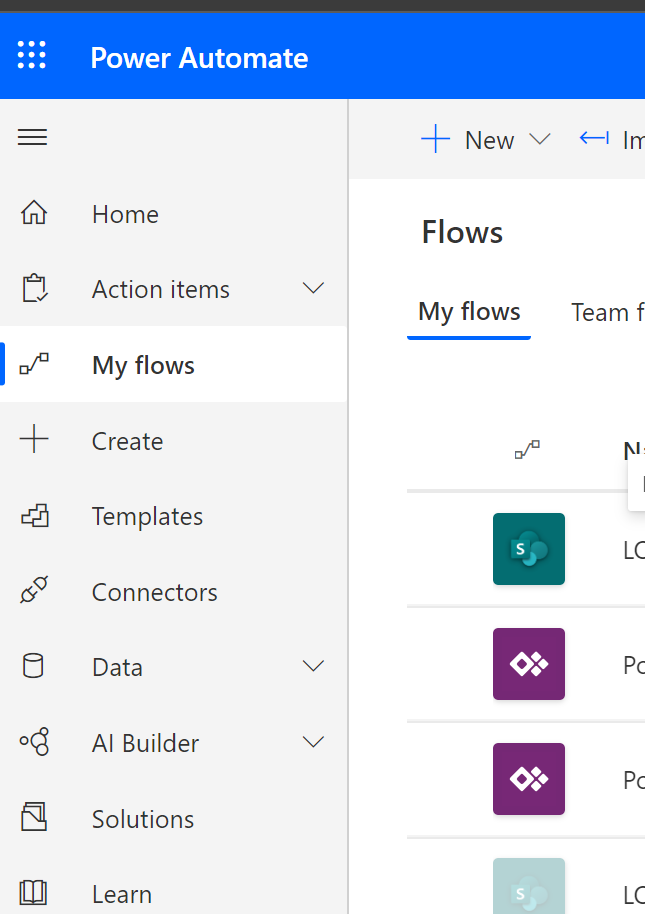 Power Automate
New
Home
Action items
My flows
Create
Templates
Connectors
Data
AI Builder
Solutions
Learn
Flows
My flows
Team
S
S